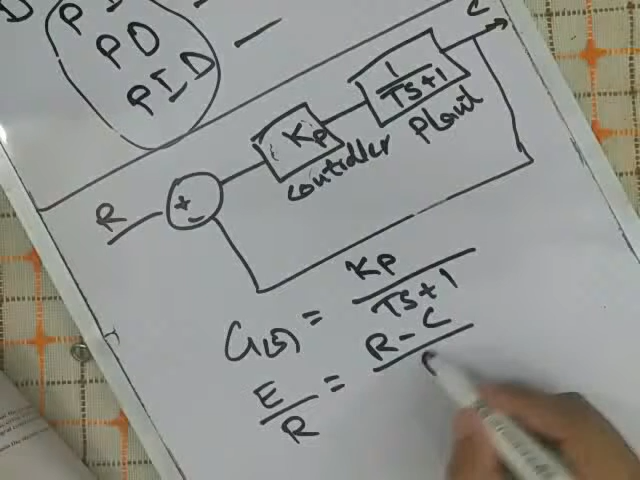 PD
PID
C
1
TS+1
Kp
Plant
controller
R
+
-
G(s) = KP
TS+1
E = R-C
R